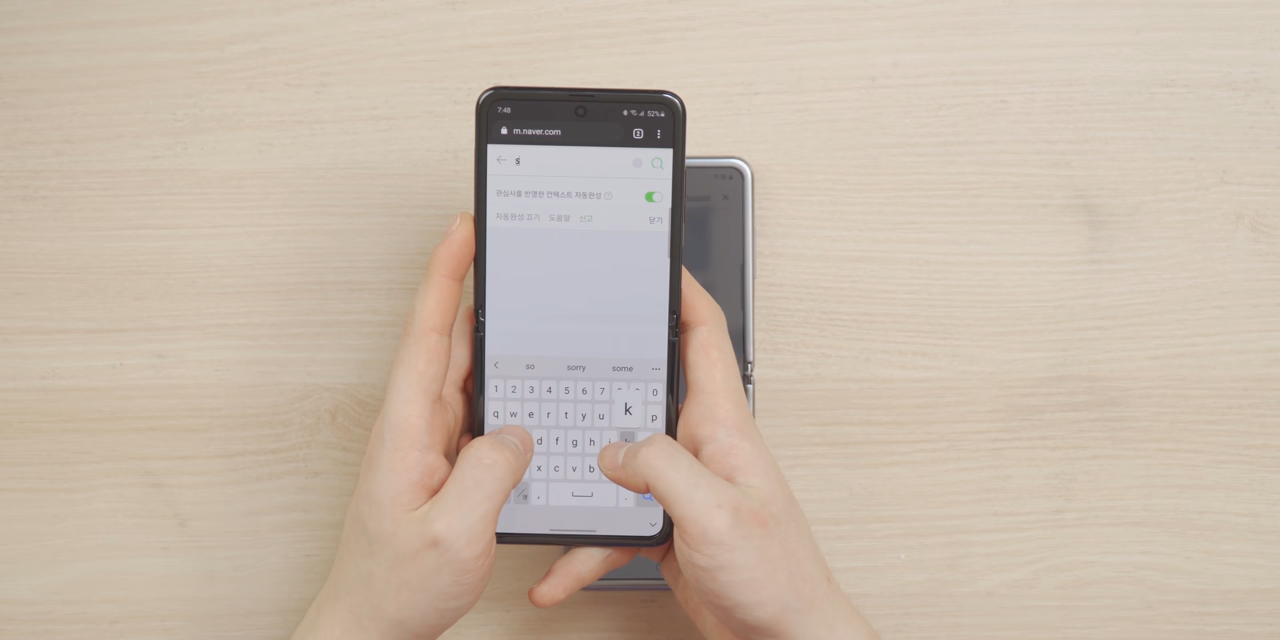 7:48 52%
m.naver.com 2
s
관심사를 반영한 컨텍스트 자동완성 ?
자동완성 끄기 도움말 신고 닫기
so sorry some
1 2 3 4 5 6 7 0
q w e r t y u k p
d f g h j
x c v b
, .